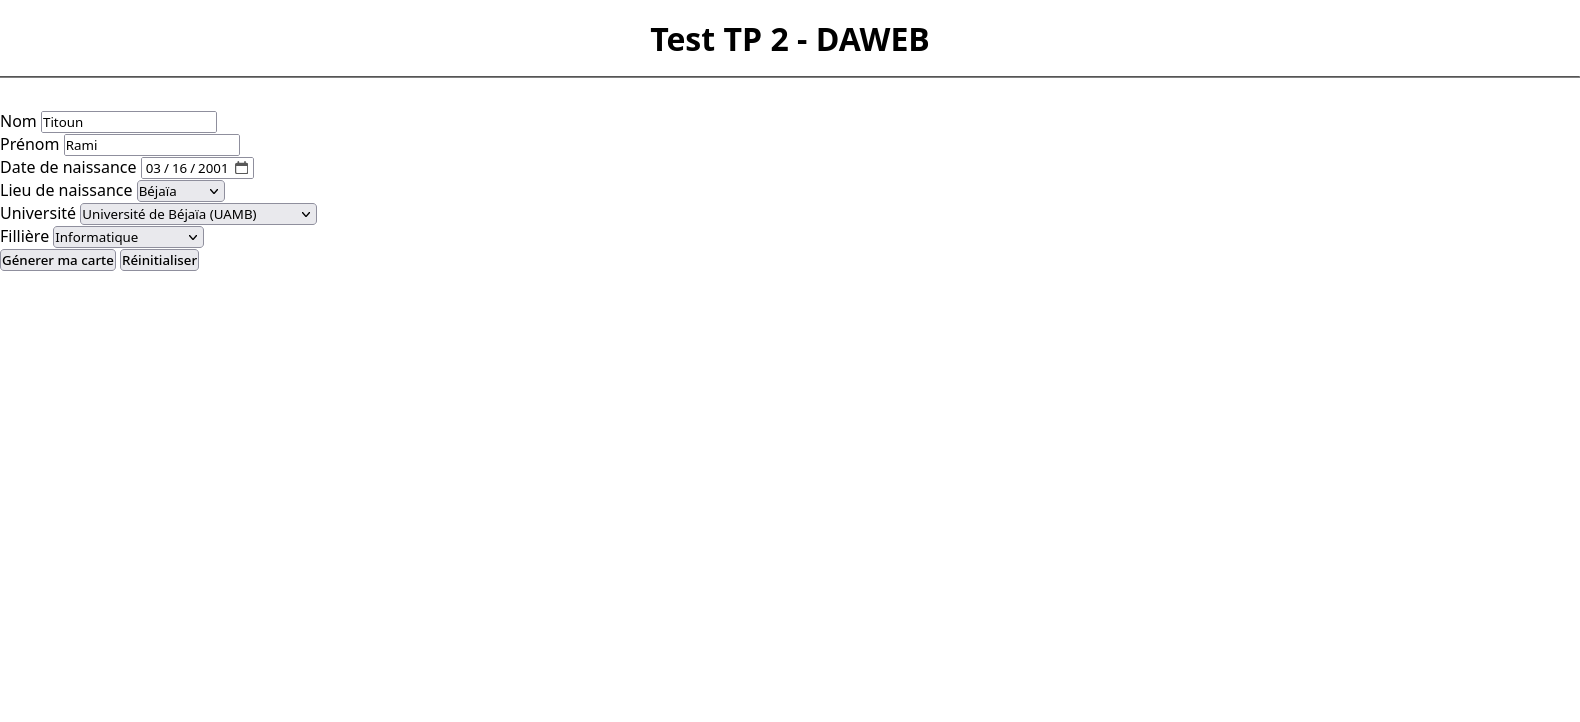 Test TP 2 - DAWEB
Nom Titoun
Prénom Rami
Date de naissance 03 / 16 / 2001
Lieu de naissance Béjaïa
Université Université de Béjaïa (UAMB)
Fillière Informatique
Génerer ma carte Réinitialiser